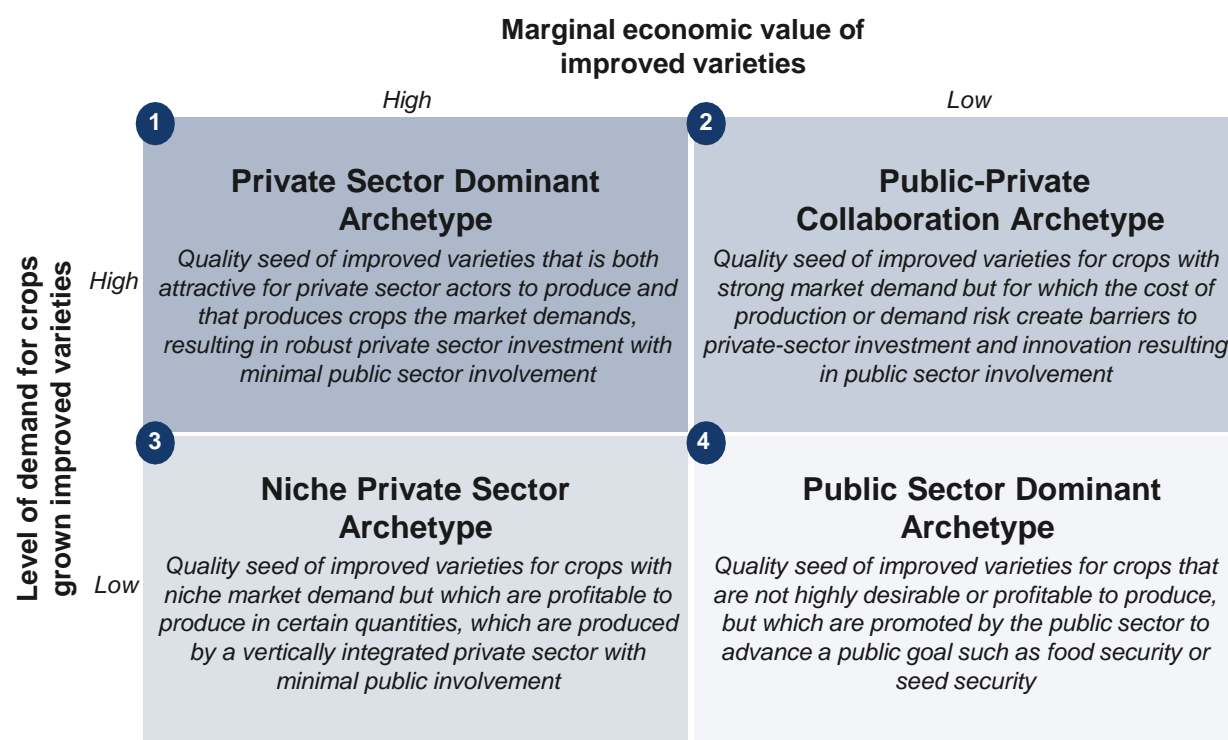 Marginal economic value of
improved varieties
High
Low
Level of demand for crops
grown improved varieties
High
1
Private Sector Dominant
Archetype
Quality seed of improved varieties that is both
attractive for private sector actors to produce and
that produces crops the market demands,
resulting in robust private sector investment with
minimal public sector involvement
2
Public-Private
Collaboration Archetype
Quality seed of improved varieties for crops with
strong market demand but for which the cost of
production or demand risk create barriers to
private-sector investment and innovation resulting
in public sector involvement
Low
3
Niche Private Sector
Archetype
Quality seed of improved varieties for crops with
niche market demand but which are profitable to
produce in certain quantities, which are produced
by a vertically integrated private sector with
minimal public involvement
4
Public Sector Dominant
Archetype
Quality seed of improved varieties for crops that
are not highly desirable or profitable to produce,
but which are promoted by the public sector to
advance a public goal such as food security or
seed security